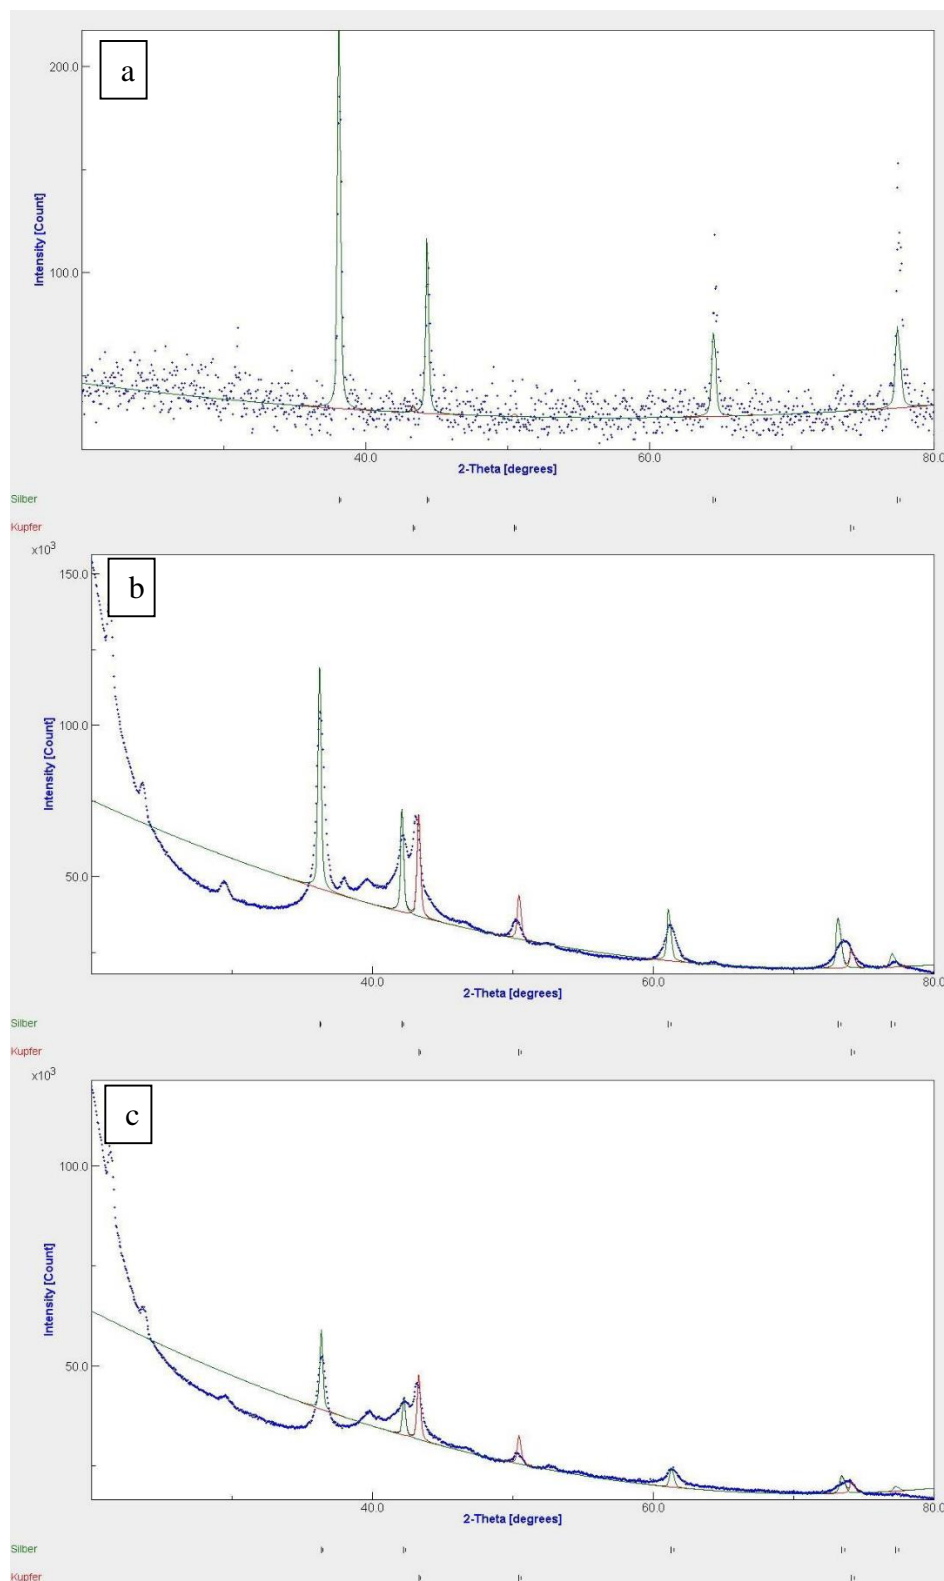 a
200.0
100.0
Intensity [Count]
40.0 60.0 80.0
2-Theta [degrees]
Silber
Kupfer
x10³
b
150.0
100.0
50.0
Intensity [Count]
40.0 60.0 80.0
2-Theta [degrees]
Silber
Kupfer
x10³
c
100.0
50.0
Intensity [Count]
40.0 60.0 80.0
2-Theta [degrees]
Silber
Kupfer